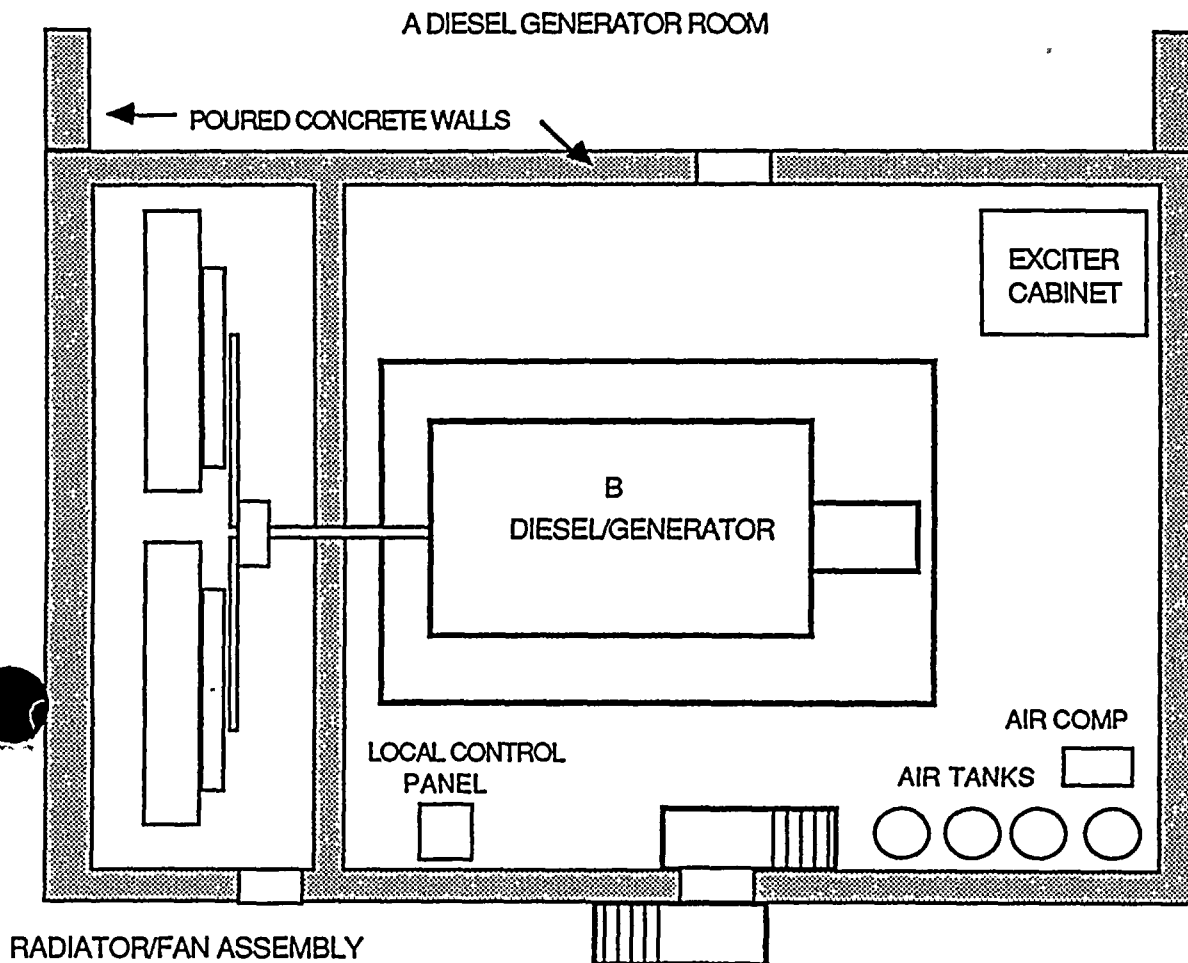 A DIESEL GENERATOR ROOM
POURED CONCRETE WALLS
EXCITER
CABINET
B
DIESEL/GENERATOR
LOCAL CONTROL
PANEL
AIR COMP
AIR TANKS
RADIATOR/FAN ASSEMBLY